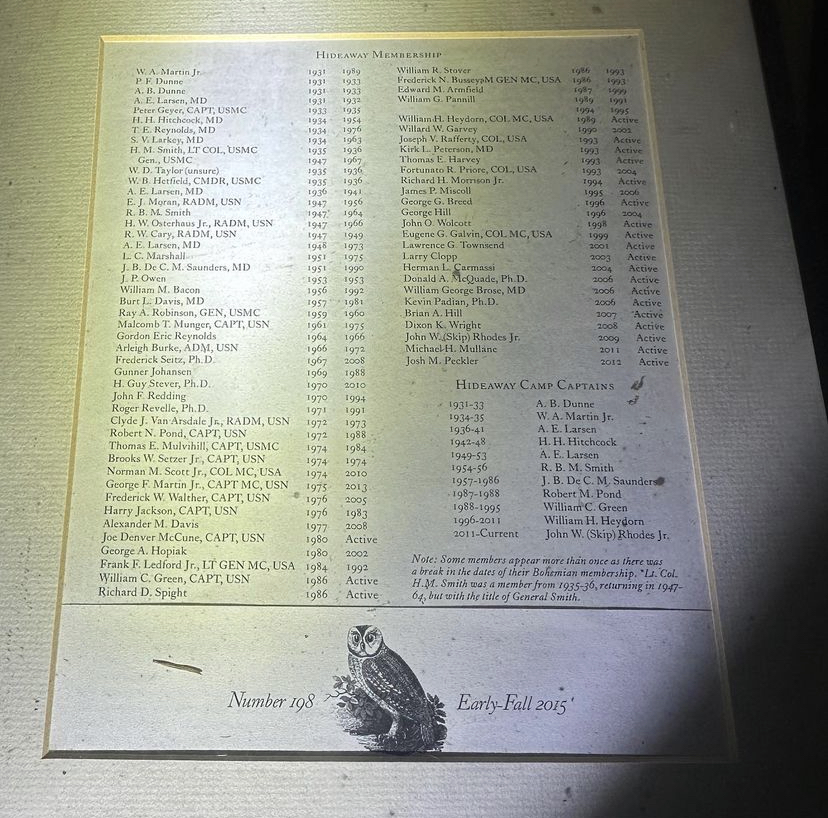 HIDEAWAY MEMBERSHIP
W. A. Martin Jr. 1931 1989
P. F. Dunne 1931 1933
A. B. Dunne 1931 1933
A. E. Larsen, MD 1931 1932
Peter Geyer, CAPT, USMC 1933 1935
H. H. Hitchcock, MD 1934 1954
T. E. Reynolds, MD 1934 1976
S. V. Larkey, MD 1934 1963
H. M. Smith, LT COL, USMC 1935 1936
Gen., USMC 1947 1967
W. D. Taylor (unsure) 1935 1936
W. B. Hetfield, CMDR, USMC 1935 1936
A. E. Larsen, MD 1936 1941
E. J. Moran, RADM, USN 1947 1956
R. B. M. Smith 1947 1964
H. W. Osterhaus Jr., RADM, USN 1947 1966
R. W. Cary, RADM, USN 1947 1949
A. E. Larsen, MD 1948 1973
L. C. Marshall 1951 1975
J. B. De C. M. Saunders, MD 1951 1990
J. P. Owen 1953 1953
William M. Bacon 1956 1992
Burt L. Davis, MD 1957 1981
Ray A. Robinson, GEN, USMC 1959 1960
Malcomb T. Munger, CAPT, USN 1961 1975
Gordon Eric Reynolds 1964 1966
Arleigh Burke, ADM, USN 1966 1972
Frederick Seitz, Ph.D. 1967 2008
Gunner Johansen 1969 1988
H. Guy Stever, Ph.D. 1970 2010
John F. Redding 1970 1994
Roger Revelle, Ph.D. 1971 1991
Clyde J. Van Arsdale Jr., RADM, USN 1972 1973
Robert N. Pond, CAPT, USN 1972 1988
Thomas E. Mulvihill, CAPT, USMC 1974 1984
Brooks W. Setzer Jr., CAPT, USN 1974 1974
Norman M. Scott Jr., COL MC, USA 1974 2010
George F. Martin Jr., CAPT MC, USN 1975 2013
Frederick W. Walther, CAPT, USN 1976 2005
Harry Jackson, CAPT, USN 1976 1983
Alexander M. Davis 1977 2008
Joe Denver McCune, CAPT, USN 1980 Active
George A. Hopiak 1980 2002
Frank F. Ledford Jr., LT GEN MC, USA 1984 1992
William C. Green, CAPT, USN 1986 Active
Richard D. Spight 1986 Active
William R. Stover 1986 1993
Frederick N. Bussey, M GEN MC, USA 1986 1993
Edward M. Armfield 1987 1999
William G. Pannill 1989 1991
1994 1995
William H. Heydorn, COL MC, USA 1989 Active
Willard W. Garvey 1990 2002
Joseph V. Rafferty, COL, USA 1993 Active
Kirk L. Peterson, MD 1993 Active
Thomas E. Harvey 1993 Active
Fortunato R. Priore, COL, USA 1993 2004
Richard H. Morrison Jr. 1994 Active
James P. Miscoll 1995 2006
George G. Breed 1996 Active
George Hill 1996 2004
John O. Wolcott 1998 Active
Eugene G. Galvin, COL MC, USA 1999 Active
Lawrence G. Townsend 2001 Active
Larry Clopp 2003 Active
Herman L. Carmassi 2004 Active
Donald A. McQuade, Ph.D. 2006 Active
William George Brose, MD 2006 Active
Kevin Padian, Ph.D. 2006 Active
Brian A. Hill 2007 Active
Dixon K. Wright 2008 Active
John W. (Skip) Rhodes Jr. 2009 Active
Michael H. Mullane 2011 Active
Josh M. Peckler 2012 Active
HIDEAWAY CAMP CAPTAINS
1931-33 A. B. Dunne
1934-35 W. A. Martin Jr.
1936-41 A. E. Larsen
1942-48 H. H. Hitchcock
1949-53 A. E. Larsen
1954-56 R. B. M. Smith
1957-1986 J. B. De C. M. Saunders
1987-1988 Robert M. Pond
1988-1995 William C. Green
1996-2011 William H. Heydorn
2011-Current John W. (Skip) Rhodes Jr.
Note: Some members appear more than once as there was
a break in the dates of their Bohemian membership. *Lt. Col.
H.M. Smith was a member from 1935-36, returning in 1947-
64, but with the title of General Smith.
Number 198 Early-Fall 2015